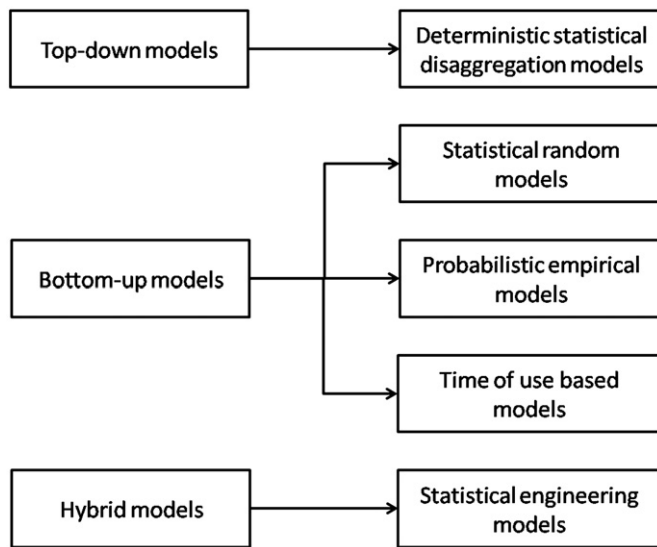 Top-down models
Deterministic statistical
disaggregation models
Statistical random
models
Bottom-up models
Probabilistic empirical
models
Time of use based
models
Hybrid models
Statistical engineering
models